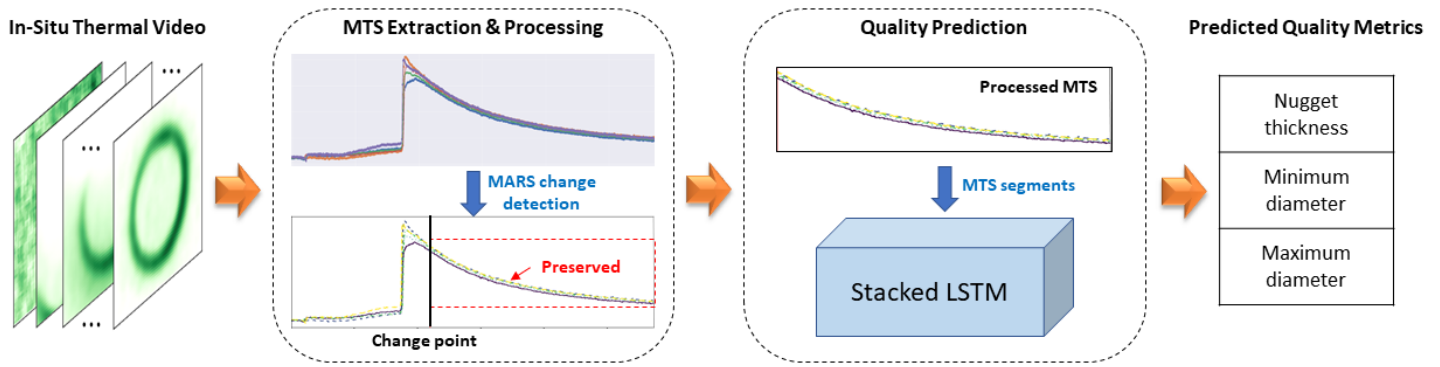 In-Situ Thermal Video
...
...
...
...
MTS Extraction & Processing
MARS change
detection
Preserved
Change point
Quality Prediction
Processed MTS
MTS segments
Stacked LSTM
Predicted Quality Metrics
Nugget
thickness
Minimum
diameter
Maximum
diameter